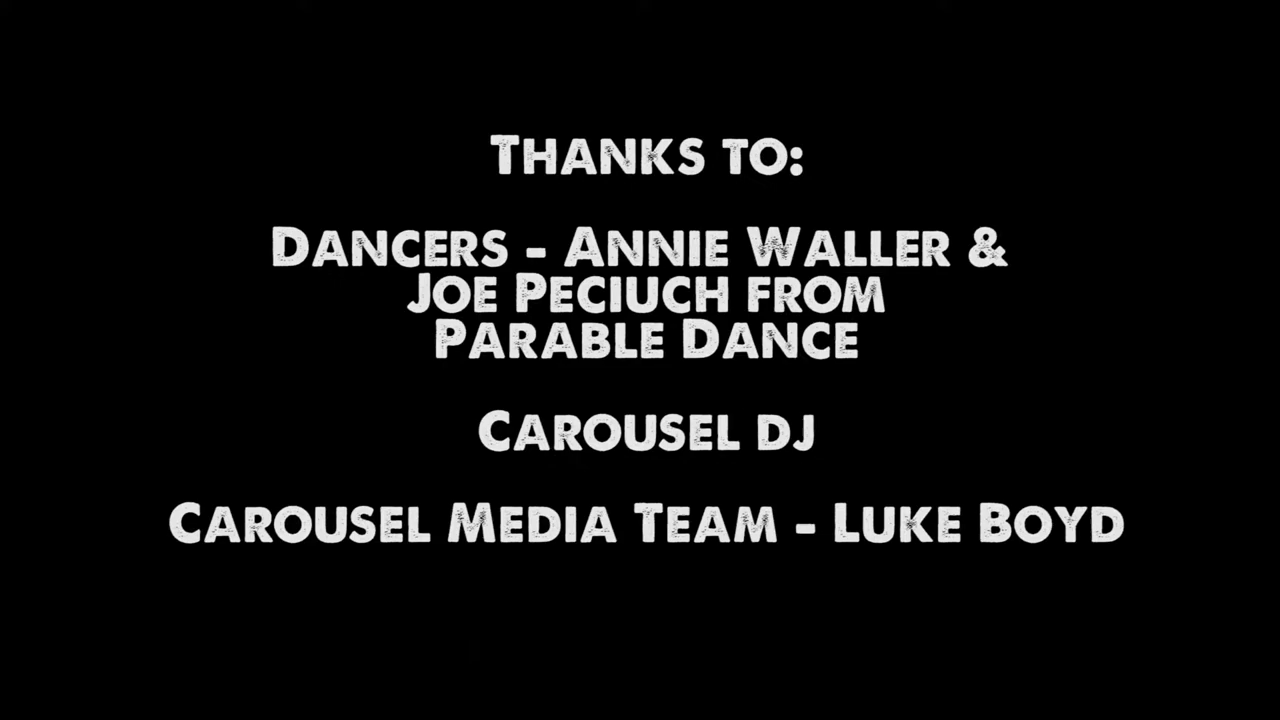 THANKS TO:
DANCERS - ANNIE WALLER &
JOE PECIUCH FROM
PARABLE DANCE
CAROUSEL DJ
CAROUSEL MEDIA TEAM - LUKE BOYD